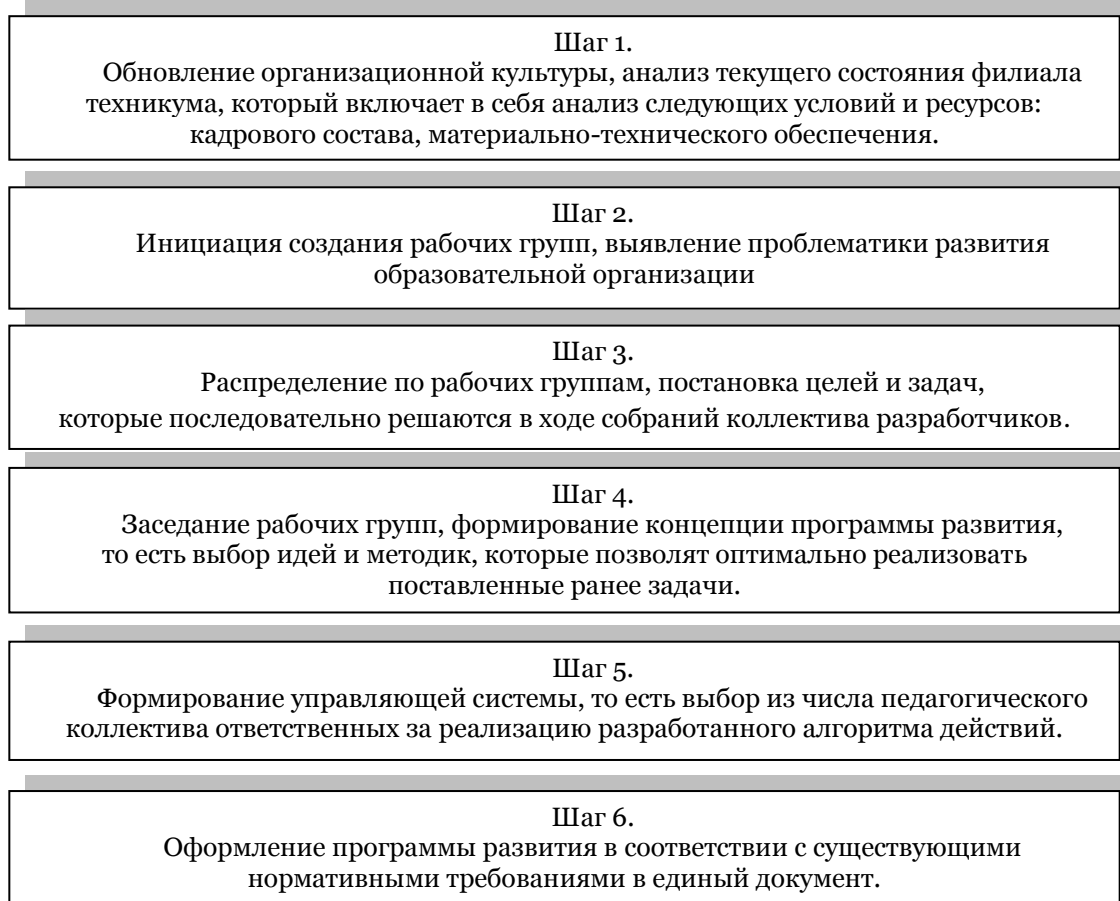 Шаг 1.
Обновление организационной культуры, анализ текущего состояния филиала
техникума, который включает в себя анализ следующих условий и ресурсов:
кадрового состава, материально-технического обеспечения.
Шаг 2.
Инициация создания рабочих групп, выявление проблематики развития
образовательной организации
Шаг 3.
Распределение по рабочих группам, постановка целей и задач,
которые последовательно решаются в ходе собраний коллектива разработчиков.
Шаг 4.
Заседание рабочих групп, формирование концепции программы развития,
то есть выбор идей и методик, которые позволят оптимально реализовать
поставленные ранее задачи.
Шаг 5.
Формирование управляющей системы, то есть выбор из числа педагогического
коллектива ответственных за реализацию разработанного алгоритма действий.
Шаг 6.
Оформление программы развития в соответствии с существующими
нормативными требованиями в единый документ.